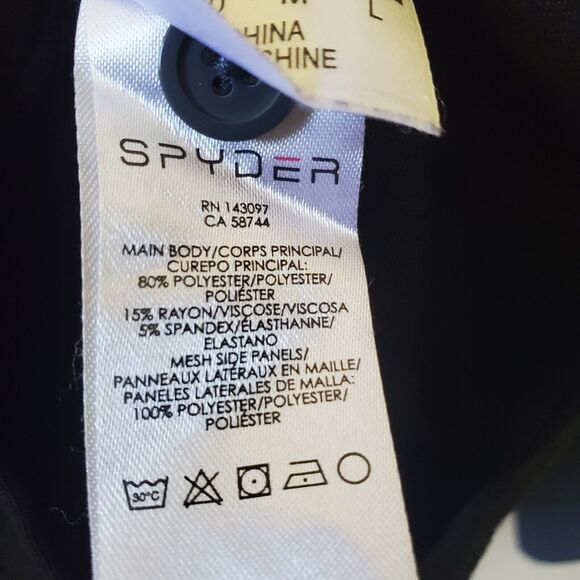 M
CHINA
CHINE
SPYDER
RN 143097
CA 58744
MAIN BODY/CORPS PRINCIPAL/
CUREPO PRINCIPAL:
80% POLYESTER/POLYESTER/
POLIÉSTER
15% RAYON/VISCOSE/VISCOSA
5% SPANDEX/ÉLASTHANNE/
ELASTANO
MESH SIDE PANELS/
PANNEAUX LATÉRAUX EN MAILLE/
PANELES LATERALES DE MALLA:
100% POLYESTER/POLYESTER/
POLIÉSTER
30°C